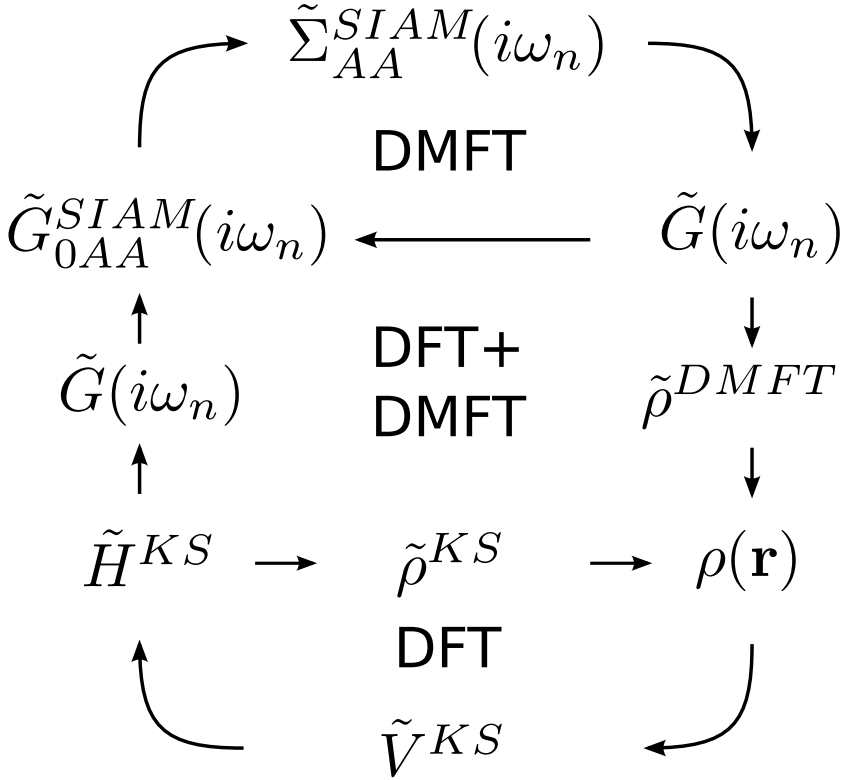 Σ̃_{AA}^{SIAM}(iω_n)
DMFT
G̃_{0AA}^{SIAM}(iω_n) G̃(iω_n)
DFT+
G̃(iω_n) ρ̃^{DMFT}
DMFT
H̃^{KS} ρ̃^{KS} ρ(𝐫)
DFT
Ṽ^{KS}